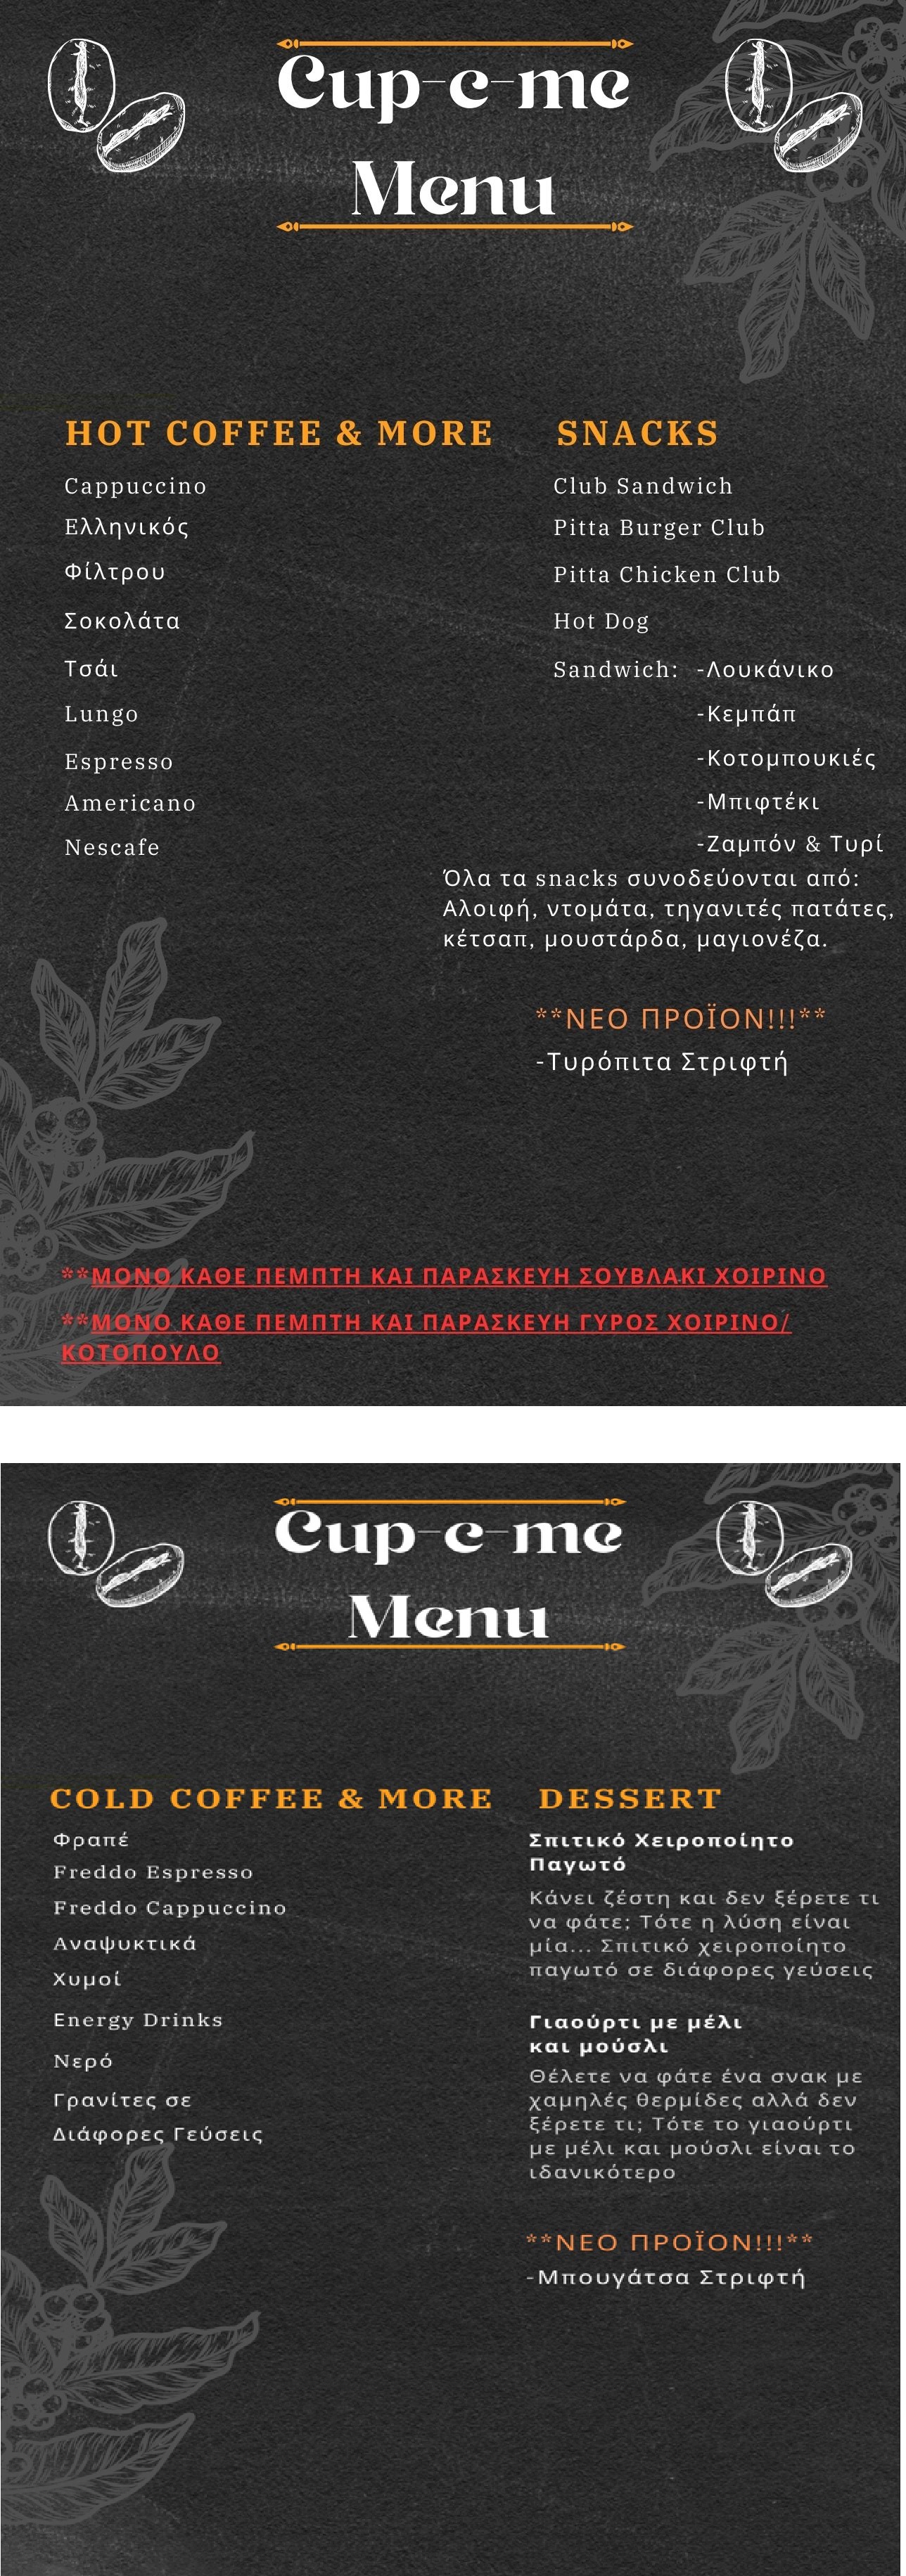 Cup-e-me
Menu
HOT COFFEE & MORE
Cappuccino
Ελληνικός
Φίλτρου
Σοκολάτα
Τσάι
Lungo
Espresso
Americano
Nescafe
SNACKS
Club Sandwich
Pitta Burger Club
Pitta Chicken Club
Hot Dog
Sandwich: -Λουκάνικο
-Κεμπάπ
-Κοτομπουκιές
-Μπιφτέκι
-Ζαμπόν & Τυρί
Όλα τα snacks συνοδεύονται από:
Αλοιφή, ντομάτα, τηγανιτές πατάτες,
κέτσαπ, μουστάρδα, μαγιονέζα.
**ΝΕΟ ΠΡΟΪΟΝ!!!**
-Τυρόπιτα Στριφτή
**ΜΟΝΟ ΚΑΘΕ ΠΕΜΠΤΗ ΚΑΙ ΠΑΡΑΣΚΕΥΗ ΣΟΥΒΛΑΚΙ ΧΟΙΡΙΝΟ
**ΜΟΝΟ ΚΑΘΕ ΠΕΜΠΤΗ ΚΑΙ ΠΑΡΑΣΚΕΥΗ ΓΥΡΟΣ ΧΟΙΡΙΝΟ/
ΚΟΤΟΠΟΥΛΟ
Cup-e-me
Menu
COLD COFFEE & MORE
Φραπέ
Freddo Espresso
Freddo Cappuccino
Αναψυκτικά
Χυμοί
Energy Drinks
Νερό
Γρανίτες σε
Διάφορες Γεύσεις
DESSERT
Σπιτικό Χειροποίητο
Παγωτό
Κάνει ζέστη και δεν ξέρετε τι
να φάτε; Τότε η λύση είναι
μία... Σπιτικό χειροποίητο
παγωτό σε διάφορες γεύσεις
Γιαούρτι με μέλι
και μούσλι
Θέλετε να φάτε ένα σνακ με
χαμηλές θερμίδες αλλά δεν
ξέρετε τι; Τότε το γιαούρτι
με μέλι και μούσλι είναι το
ιδανικότερο
**ΝΕΟ ΠΡΟΪΟΝ!!!**
-Μπουγάτσα Στριφτή